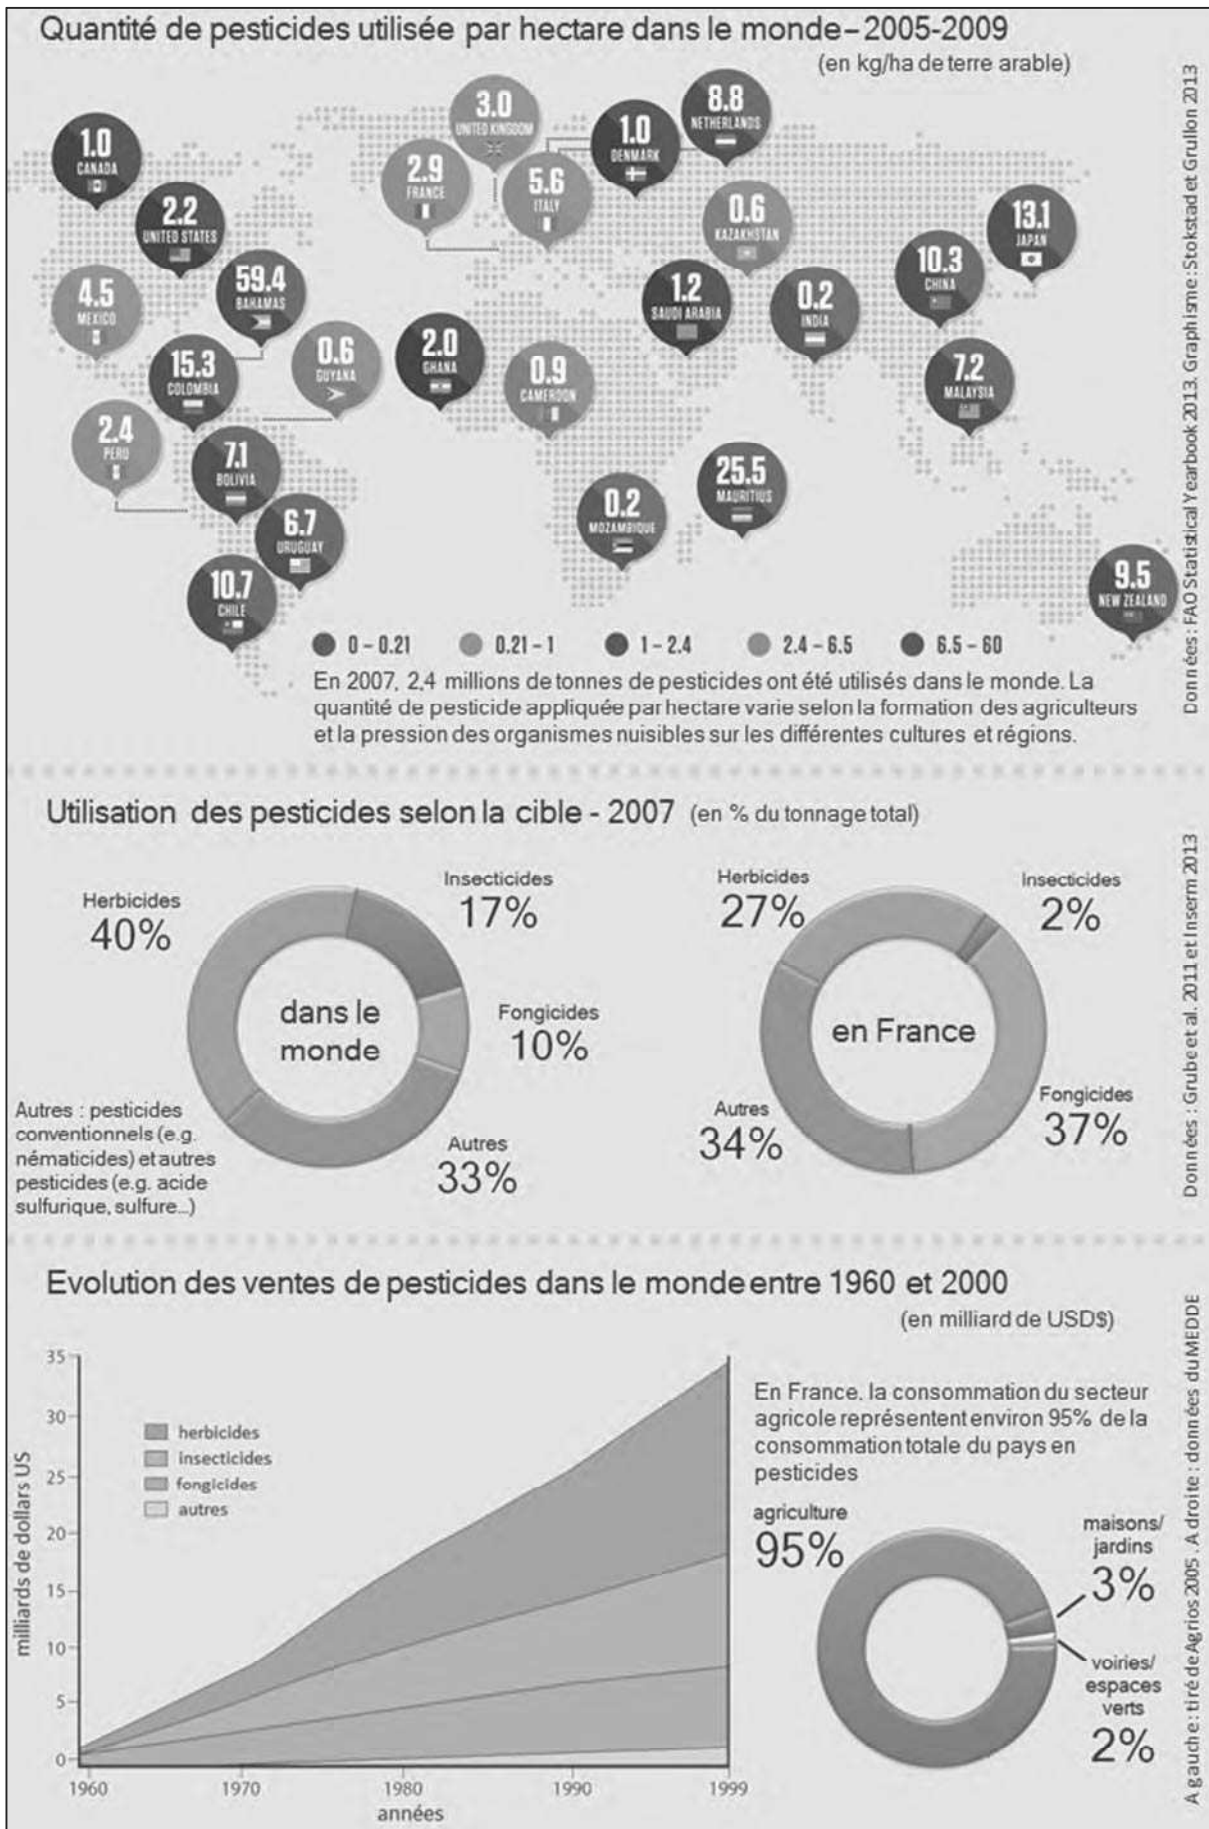 Quantité de pesticides utilisée par hectare dans le monde – 2005-2009
(en kg/ha de terre arable)
3.0
UNITED KINGDOM
8.8
NETHERLANDS
1.0
CANADA
1.0
DENMARK
2.9
FRANCE
5.6
ITALY
2.2
UNITED STATES
0.6
KAZAKHSTAN
13.1
JAPAN
59.4
BAHAMAS
10.3
CHINA
4.5
MEXICO
1.2
SAUDI ARABIA
0.2
INDIA
15.3
COLOMBIA
0.6
GUYANA
2.0
GHANA
0.9
CAMEROON
7.2
MALAYSIA
2.4
PERU
7.1
BOLIVIA
25.5
MAURITIUS
0.2
MOZAMBIQUE
6.7
URUGUAY
10.7
CHILE
9.5
NEW ZEALAND
0 – 0.21
0.21 – 1
1 – 2.4
2.4 – 6.5
6.5 – 60
En 2007, 2,4 millions de tonnes de pesticides ont été utilisés dans le monde. La
quantité de pesticide appliquée par hectare varie selon la formation des agriculteurs
et la pression des organismes nuisibles sur les différentes cultures et régions.
Données : FAO Statistical Yearbook 2013. Graphisme : Stokstad et Grullon 2013
Utilisation des pesticides selon la cible - 2007 (en % du tonnage total)
Herbicides
40%
Insecticides
17%
dans le
monde
Fongicides
10%
Autres
33%
Autres : pesticides
conventionnels (e.g.
nématicides) et autres
pesticides (e.g. acide
sulfurique, sulfure...)
Herbicides
27%
Insecticides
2%
en France
Autres
34%
Fongicides
37%
Données : Grube et al. 2011 et Inserm 2013
Evolution des ventes de pesticides dans le monde entre 1960 et 2000
(en milliard de USD$)
milliards de dollars US
35
30
25
20
15
10
5
0
herbicides
insecticides
fongicides
autres
1960
1970
1980
1990
1999
années
En France, la consommation du secteur
agricole représentent environ 95% de la
consommation totale du pays en
pesticides
agriculture
95%
maisons/
jardins
3%
voiries/
espaces
verts
2%
A gauche : tiré de Agrios 2005 . A droite : données du MEDDE